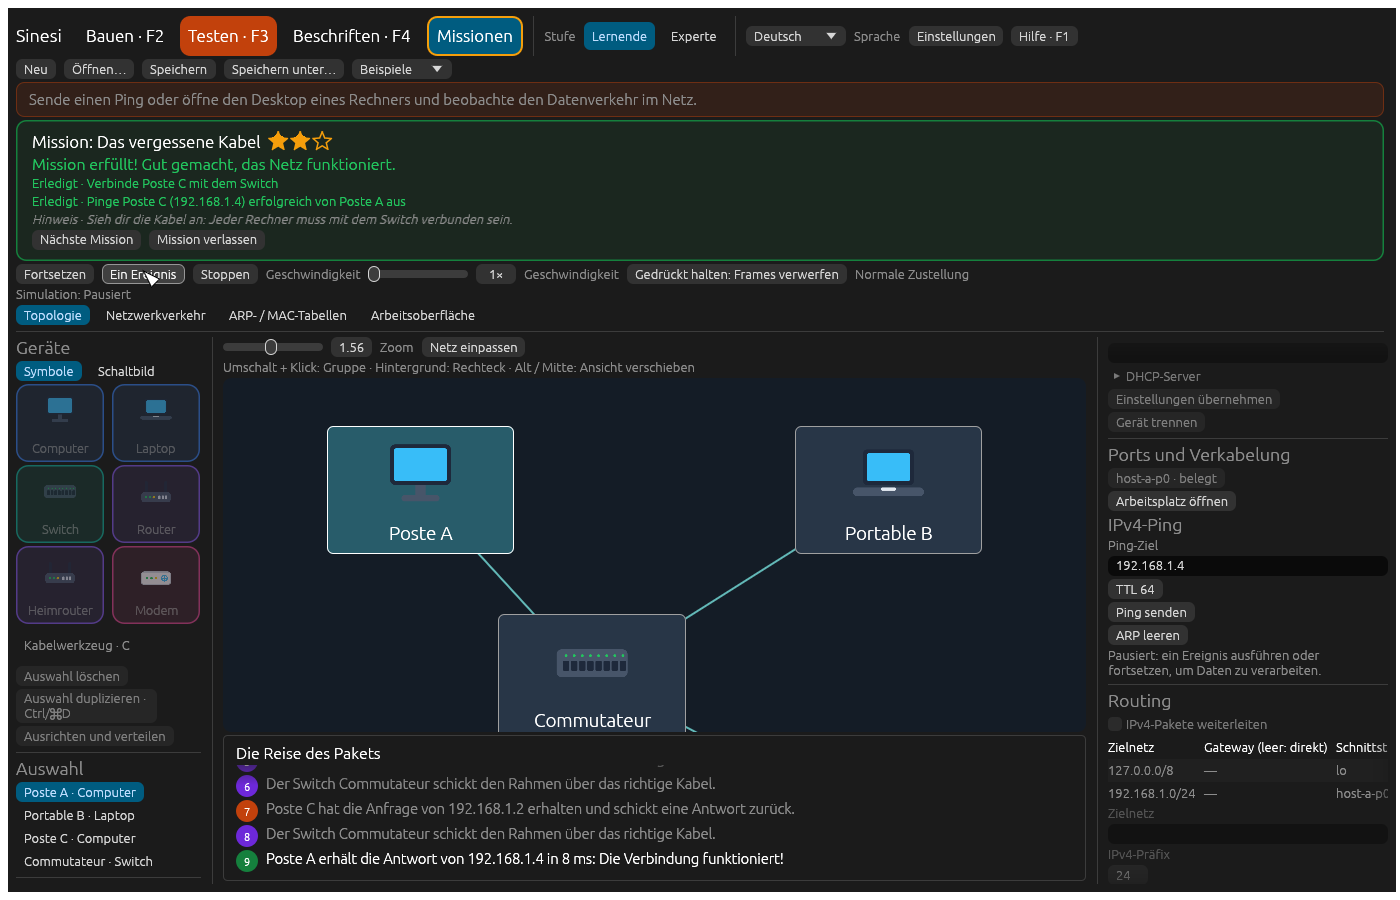 Sinesi Bauen · F2 Testen · F3 Beschriften · F4 Missionen Stufe Lernende Experte Deutsch Sprache Einstellungen Hilfe · F1
Neu Öffnen... Speichern Speichern unter... Beispiele
Sende einen Ping oder öffne den Desktop eines Rechners und beobachte den Datenverkehr im Netz.
Mission: Das vergessene Kabel
Mission erfüllt! Gut gemacht, das Netz funktioniert.
Erledigt · Verbinde Poste C mit dem Switch
Erledigt · Pinge Poste C (192.168.1.4) erfolgreich von Poste A aus
Hinweis · Sieh dir die Kabel an: Jeder Rechner muss mit dem Switch verbunden sein.
Nächste Mission Mission verlassen
Fortsetzen Ein Ereignis Stoppen Geschwindigkeit 1× Geschwindigkeit Gedrückt halten: Frames verwerfen Normale Zustellung
Simulation: Pausiert
Topologie Netzwerkverkehr ARP- / MAC-Tabellen Arbeitsoberfläche
Geräte
Symbole Schaltbild
Computer Laptop
Switch Router
Heimrouter Modem
Kabelwerkzeug · C
Auswahl löschen
Auswahl duplizieren ·
Ctrl/⌘D
Ausrichten und verteilen
Auswahl
Poste A · Computer
Portable B · Laptop
Poste C · Computer
Commutateur · Switch
1.56 Zoom Netz einpassen
Umschalt + Klick: Gruppe · Hintergrund: Rechteck · Alt / Mitte: Ansicht verschieben
Poste A
Portable B
Commutateur
Die Reise des Pakets
6 Der Switch Commutateur schickt den Rahmen über das richtige Kabel.
7 Poste C hat die Anfrage von 192.168.1.2 erhalten und schickt eine Antwort zurück.
8 Der Switch Commutateur schickt den Rahmen über das richtige Kabel.
9 Poste A erhält die Antwort von 192.168.1.4 in 8 ms: Die Verbindung funktioniert!
DHCP-Server
Einstellungen übernehmen
Gerät trennen
Ports und Verkabelung
host-a-p0 · belegt
Arbeitsplatz öffnen
IPv4-Ping
Ping-Ziel
192.168.1.4
TTL 64
Ping senden
ARP leeren
Pausiert: ein Ereignis ausführen oder
fortsetzen, um Daten zu verarbeiten.
Routing
IPv4-Pakete weiterleiten
Zielnetz Gateway (leer: direkt) Schnittst
127.0.0.0/8 — lo
192.168.1.0/24 — host-a-p0
Zielnetz
IPv4-Präfix
24